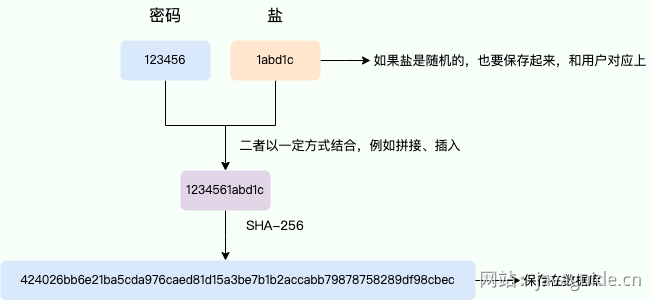 密码
盐
123456
1abd1c
如果盐是随机的，也要保存起来，和用户对应上
二者以一定方式结合，例如拼接、插入
1234561abd1c
SHA-256
424026bb6e21ba5cda976caed81d15a3be7b1b2accabb79878758289df98cbec
保存在数据库
网站：javaguide.cn